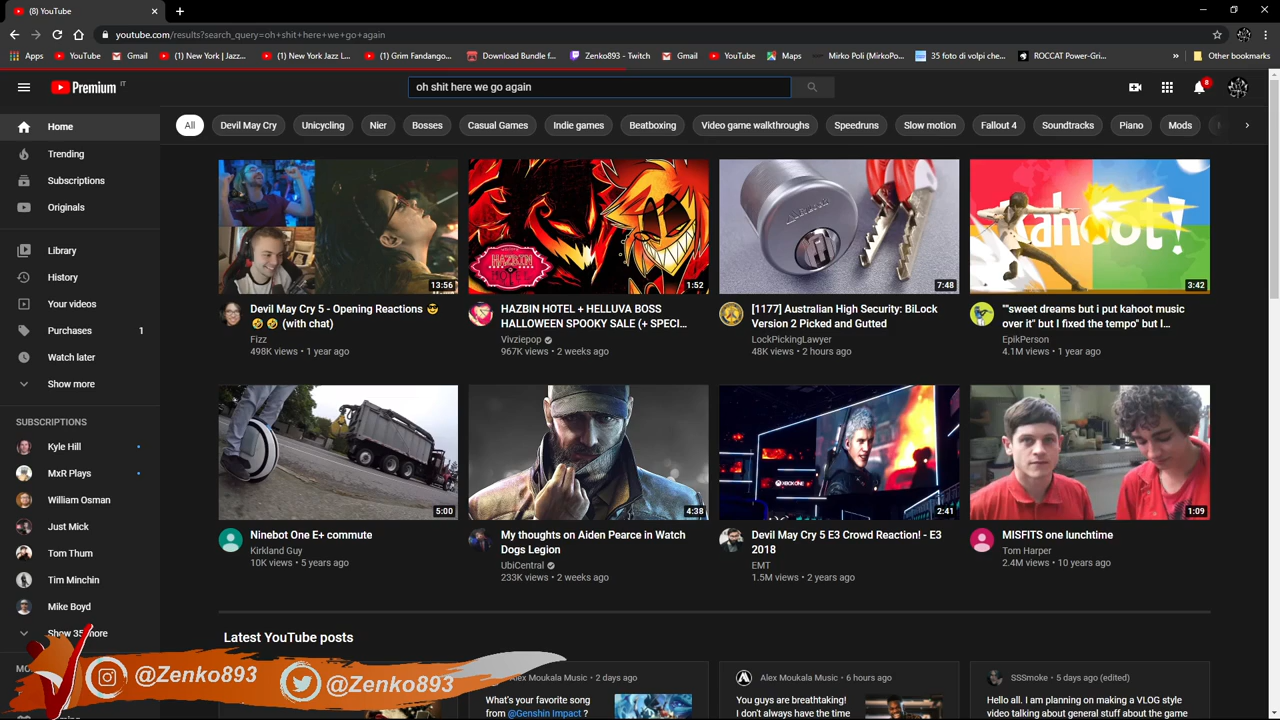 (8) YouTube
youtube.com/results?search_query=oh+shit+here+we+go+again
Apps YouTube Gmail (1) New York | Jazz... (1) New York Jazz L... (1) Grim Fandango... Download Bundle f... Zenko893 - Twitch Gmail YouTube Maps Mirko Poli (MirkoPo... 35 foto di volpi che... ROCCAT Power-Gri... » Other bookmarks
Premium IT
oh shit here we go again
8
All Devil May Cry Unicycling Nier Bosses Casual Games Indie games Beatboxing Video game walkthroughs Speedruns Slow motion Fallout 4 Soundtracks Piano Mods
Home
Trending
Subscriptions
Originals
Library
History
Your videos
Purchases 1
Watch later
Show more
SUBSCRIPTIONS
Kyle Hill
MxR Plays
William Osman
Just Mick
Tom Thum
Tim Minchin
Mike Boyd
Show 35 more
MO
13:56
Devil May Cry 5 - Opening Reactions 😎
🤣 🤣 (with chat)
Fizz
498K views • 1 year ago
HAZBIN
HOTEL
1:52
HAZBIN HOTEL + HELLUVA BOSS
HALLOWEEN SPOOKY SALE (+ SPECI...
Vivziepop
967K views • 2 weeks ago
7:48
[1177] Australian High Security: BiLock
Version 2 Picked and Gutted
LockPickingLawyer
48K views • 2 hours ago
Kahoot!
3:42
""sweet dreams but i put kahoot music
over it" but I fixed the tempo" but I...
EpikPerson
4.1M views • 1 year ago
5:00
Ninebot One E+ commute
Kirkland Guy
10K views • 5 years ago
4:38
My thoughts on Aiden Pearce in Watch
Dogs Legion
UbiCentral
233K views • 2 weeks ago
XBOX ONE
2:41
Devil May Cry 5 E3 Crowd Reaction! - E3
2018
EMT
1.5M views • 2 years ago
1:09
MISFITS one lunchtime
Tom Harper
2.4M views • 10 years ago
Latest YouTube posts
Alex Moukala Music • 2 days ago
What's your favorite song
from @Genshin Impact ?
Alex Moukala Music • 6 hours ago
You guys are breathtaking!
I don't always have the time
SSSmoke • 5 days ago (edited)
Hello all. I am planning on making a VLOG style
video talking about general stuff about the game
@Zenko893 @Zenko893